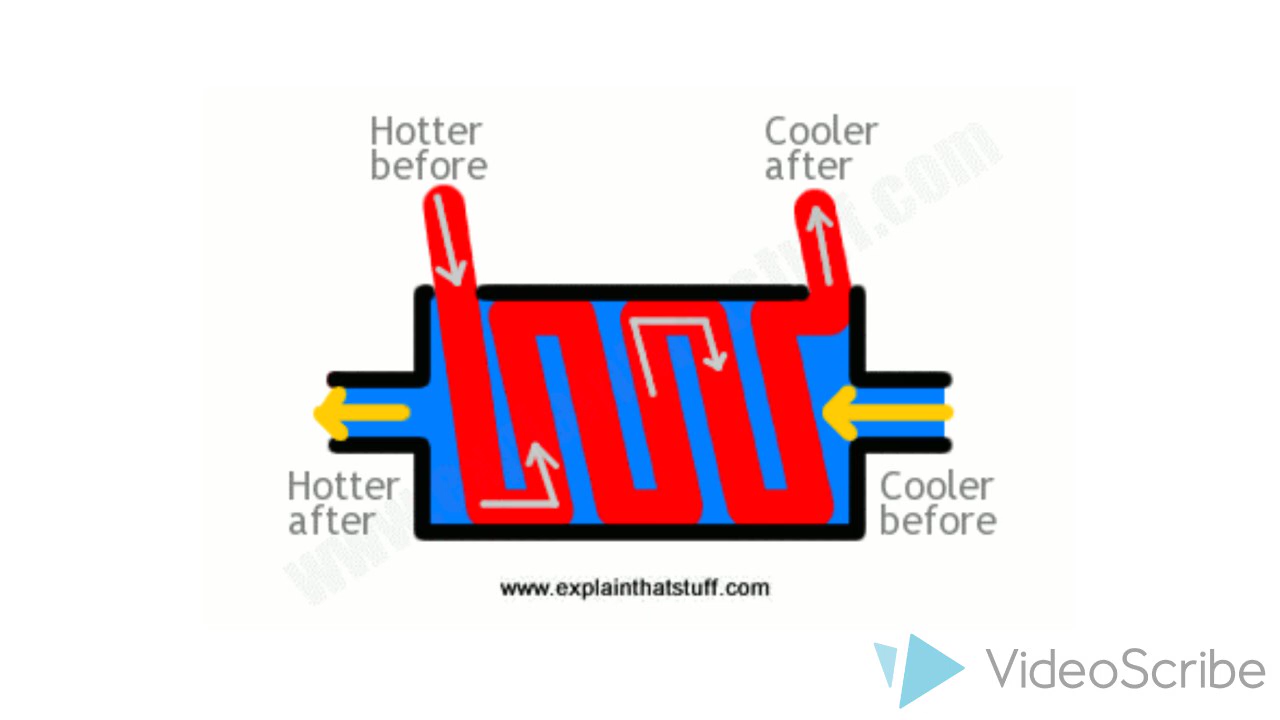 Hotter
before
Cooler
after
Hotter
after
Cooler
before
www.explainthatstuff.com
VideoScribe